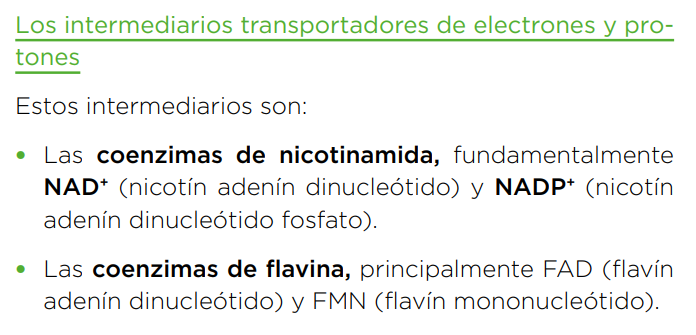 Los intermediarios transportadores de electrones y pro-
tones
Estos intermediarios son:
• Las coenzimas de nicotinamida, fundamentalmente
NAD⁺ (nicotín adenín dinucleótido) y NADP⁺ (nicotín
adenín dinucleótido fosfato).
• Las coenzimas de flavina, principalmente FAD (flavín
adenín dinucleótido) y FMN (flavín mononucleótido).